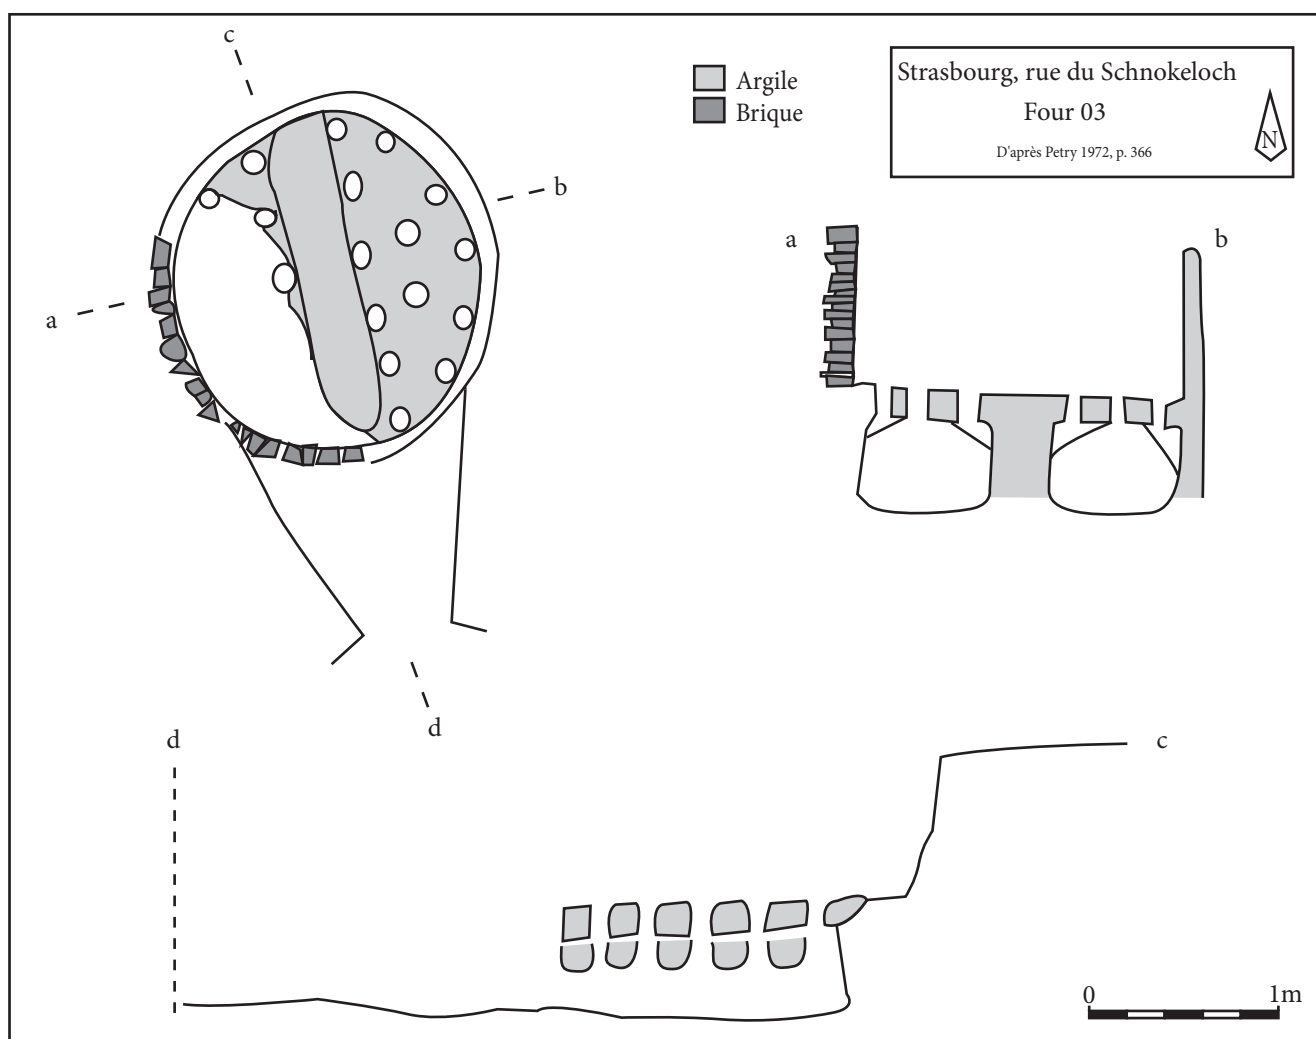 c
Argile
Brique
Strasbourg, rue du Schnokeloch
Four 03
D'après Petry 1972, p. 366
N
b
a
a
b
d
d
c
0 1m